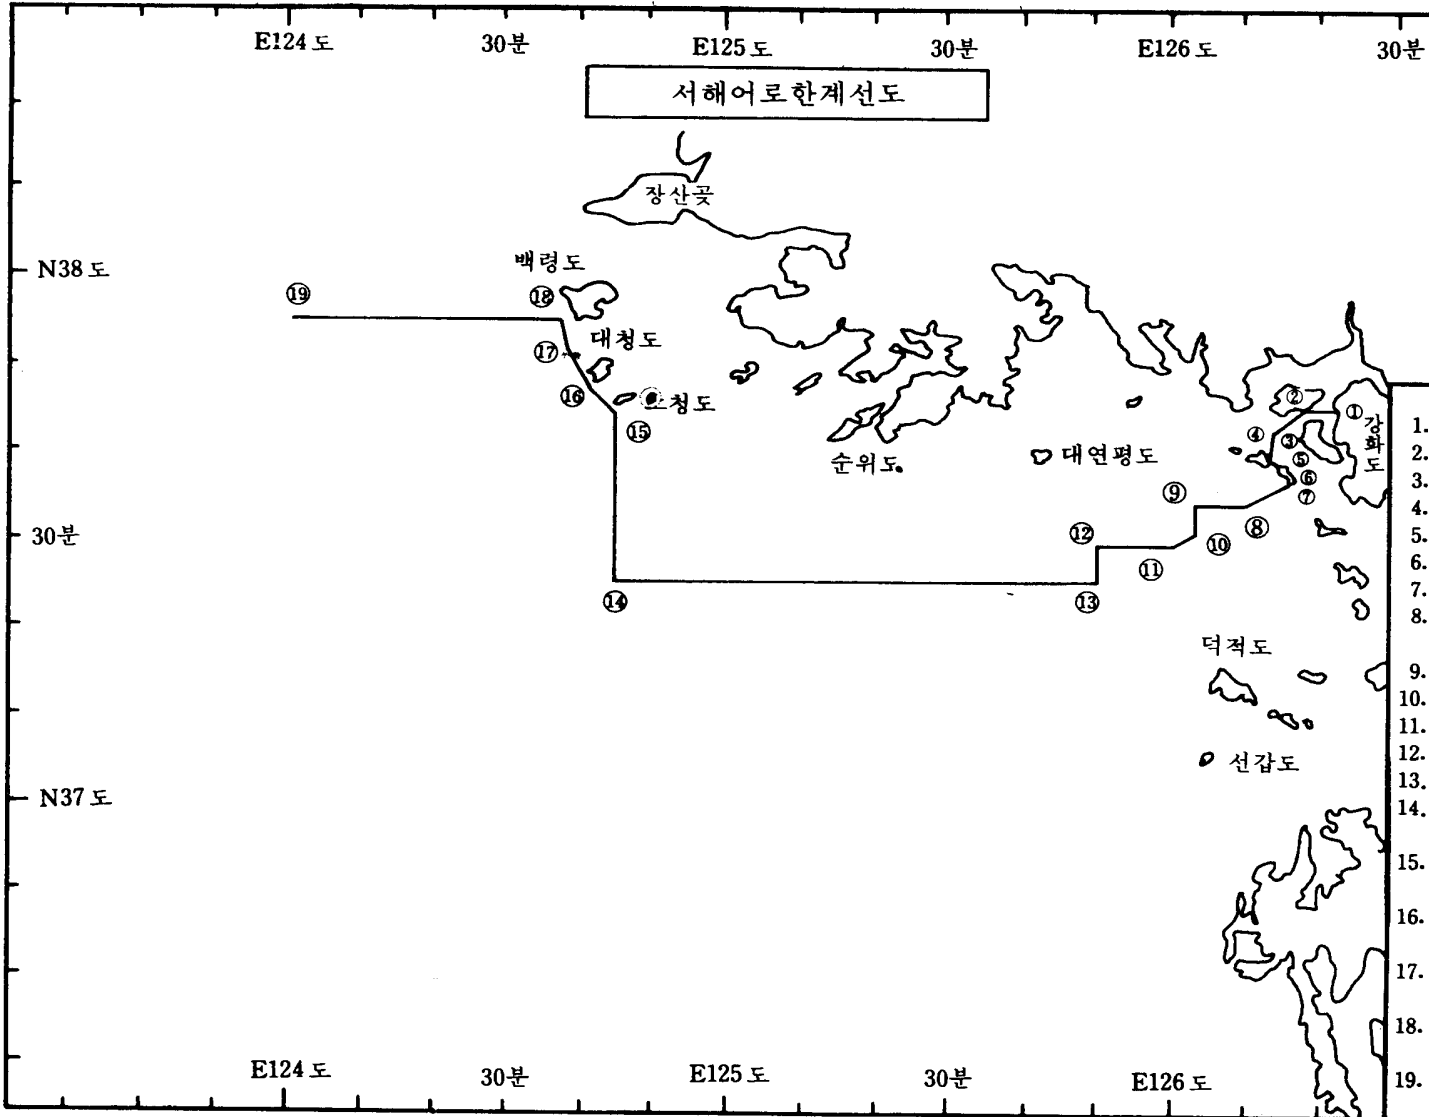 E124도 30분 E125도 30분 E126도 30분
서해어로한계선도
장산곶
백령도
N38도
⑲ ⑱
대청도
⑰
⑯ 소청도
⑮
② ①
강화도
④ ③
⑤
⑥
⑦
순위도
대연평도
⑨
⑧
30분
⑫ ⑩
⑪
⑭ ⑬
덕적도
선갑도
N37도
1.
2.
3.
4.
5.
6.
7.
8.
9.
10.
11.
12.
13.
14.
15.
16.
17.
18.
19.
E124도 30분 E125도 30분 E126도